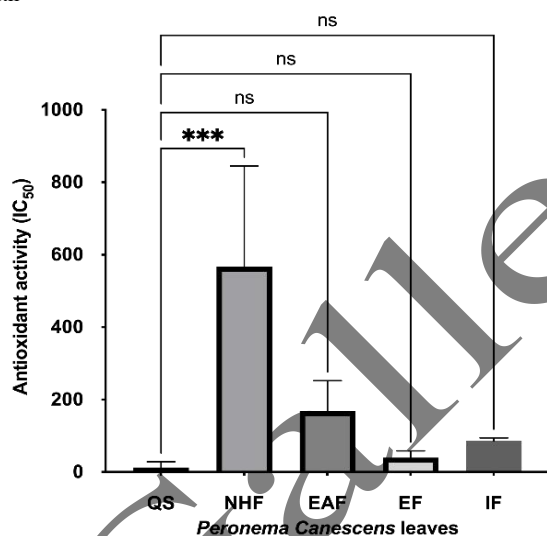 ns
ns
ns
***
1000
800
600
400
200
0
Antioxidant activity (IC50)
QS NHF EAF EF IF
Peronema Canescens leaves